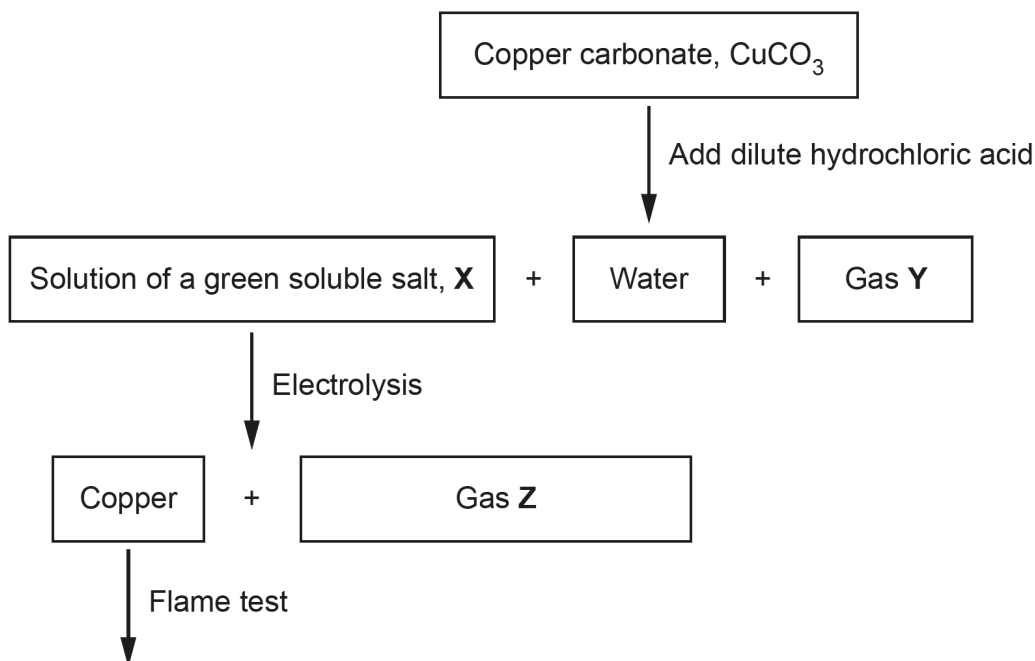 Copper carbonate, CuCO₃
Add dilute hydrochloric acid
Solution of a green soluble salt, X + Water + Gas Y
Electrolysis
Copper + Gas Z
Flame test